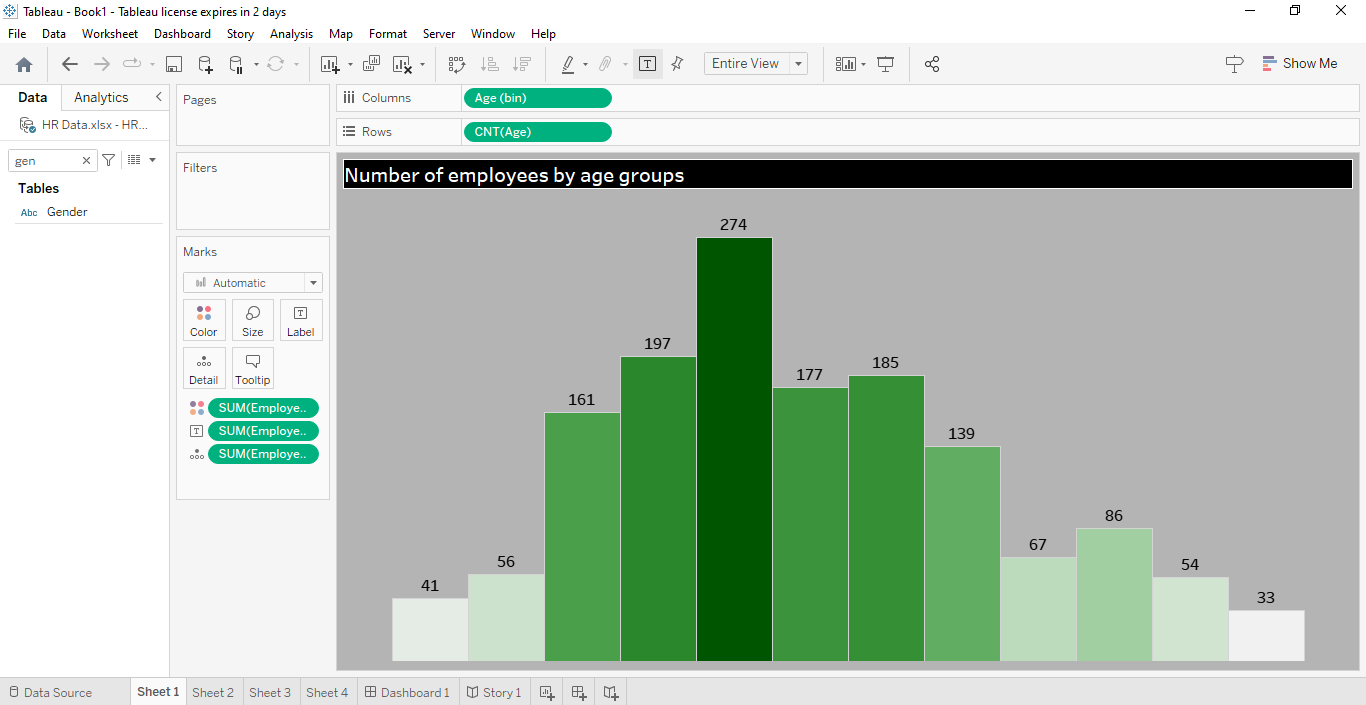 Tableau - Book1 - Tableau license expires in 2 days
File Data Worksheet Dashboard Story Analysis Map Format Server Window Help
Entire View
Show Me
Data Analytics
HR Data.xlsx - HR...
gen
Tables
Abc Gender
Pages
Filters
Marks
Automatic
Color Size Label
Detail Tooltip
SUM(Employe..
SUM(Employe..
SUM(Employe..
Columns Age (bin)
Rows CNT(Age)
Number of employees by age groups
274
197
185
177
161
139
86
67
56
54
41
33
Data Source Sheet 1 Sheet 2 Sheet 3 Sheet 4 Dashboard 1 Story 1